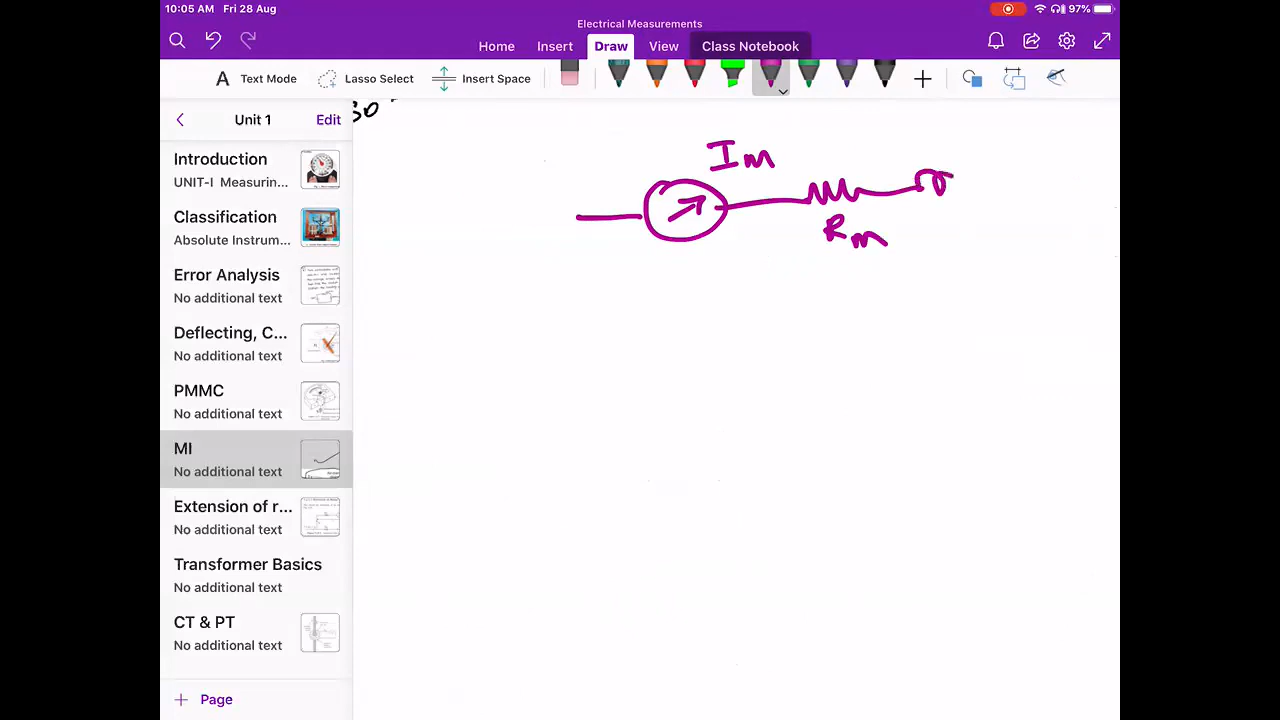 10:05 AM Fri 28 Aug
97%
Electrical Measurements
Home Insert Draw View Class Notebook
A Text Mode Lasso Select Insert Space
Unit 1 Edit
30
Introduction
UNIT-I Measurin...
Classification
Absolute Instrum...
Error Analysis
No additional text
Deflecting, C...
No additional text
PMMC
No additional text
MI
No additional text
Extension of r...
No additional text
Transformer Basics
No additional text
CT & PT
No additional text
+ Page
Im
Rm